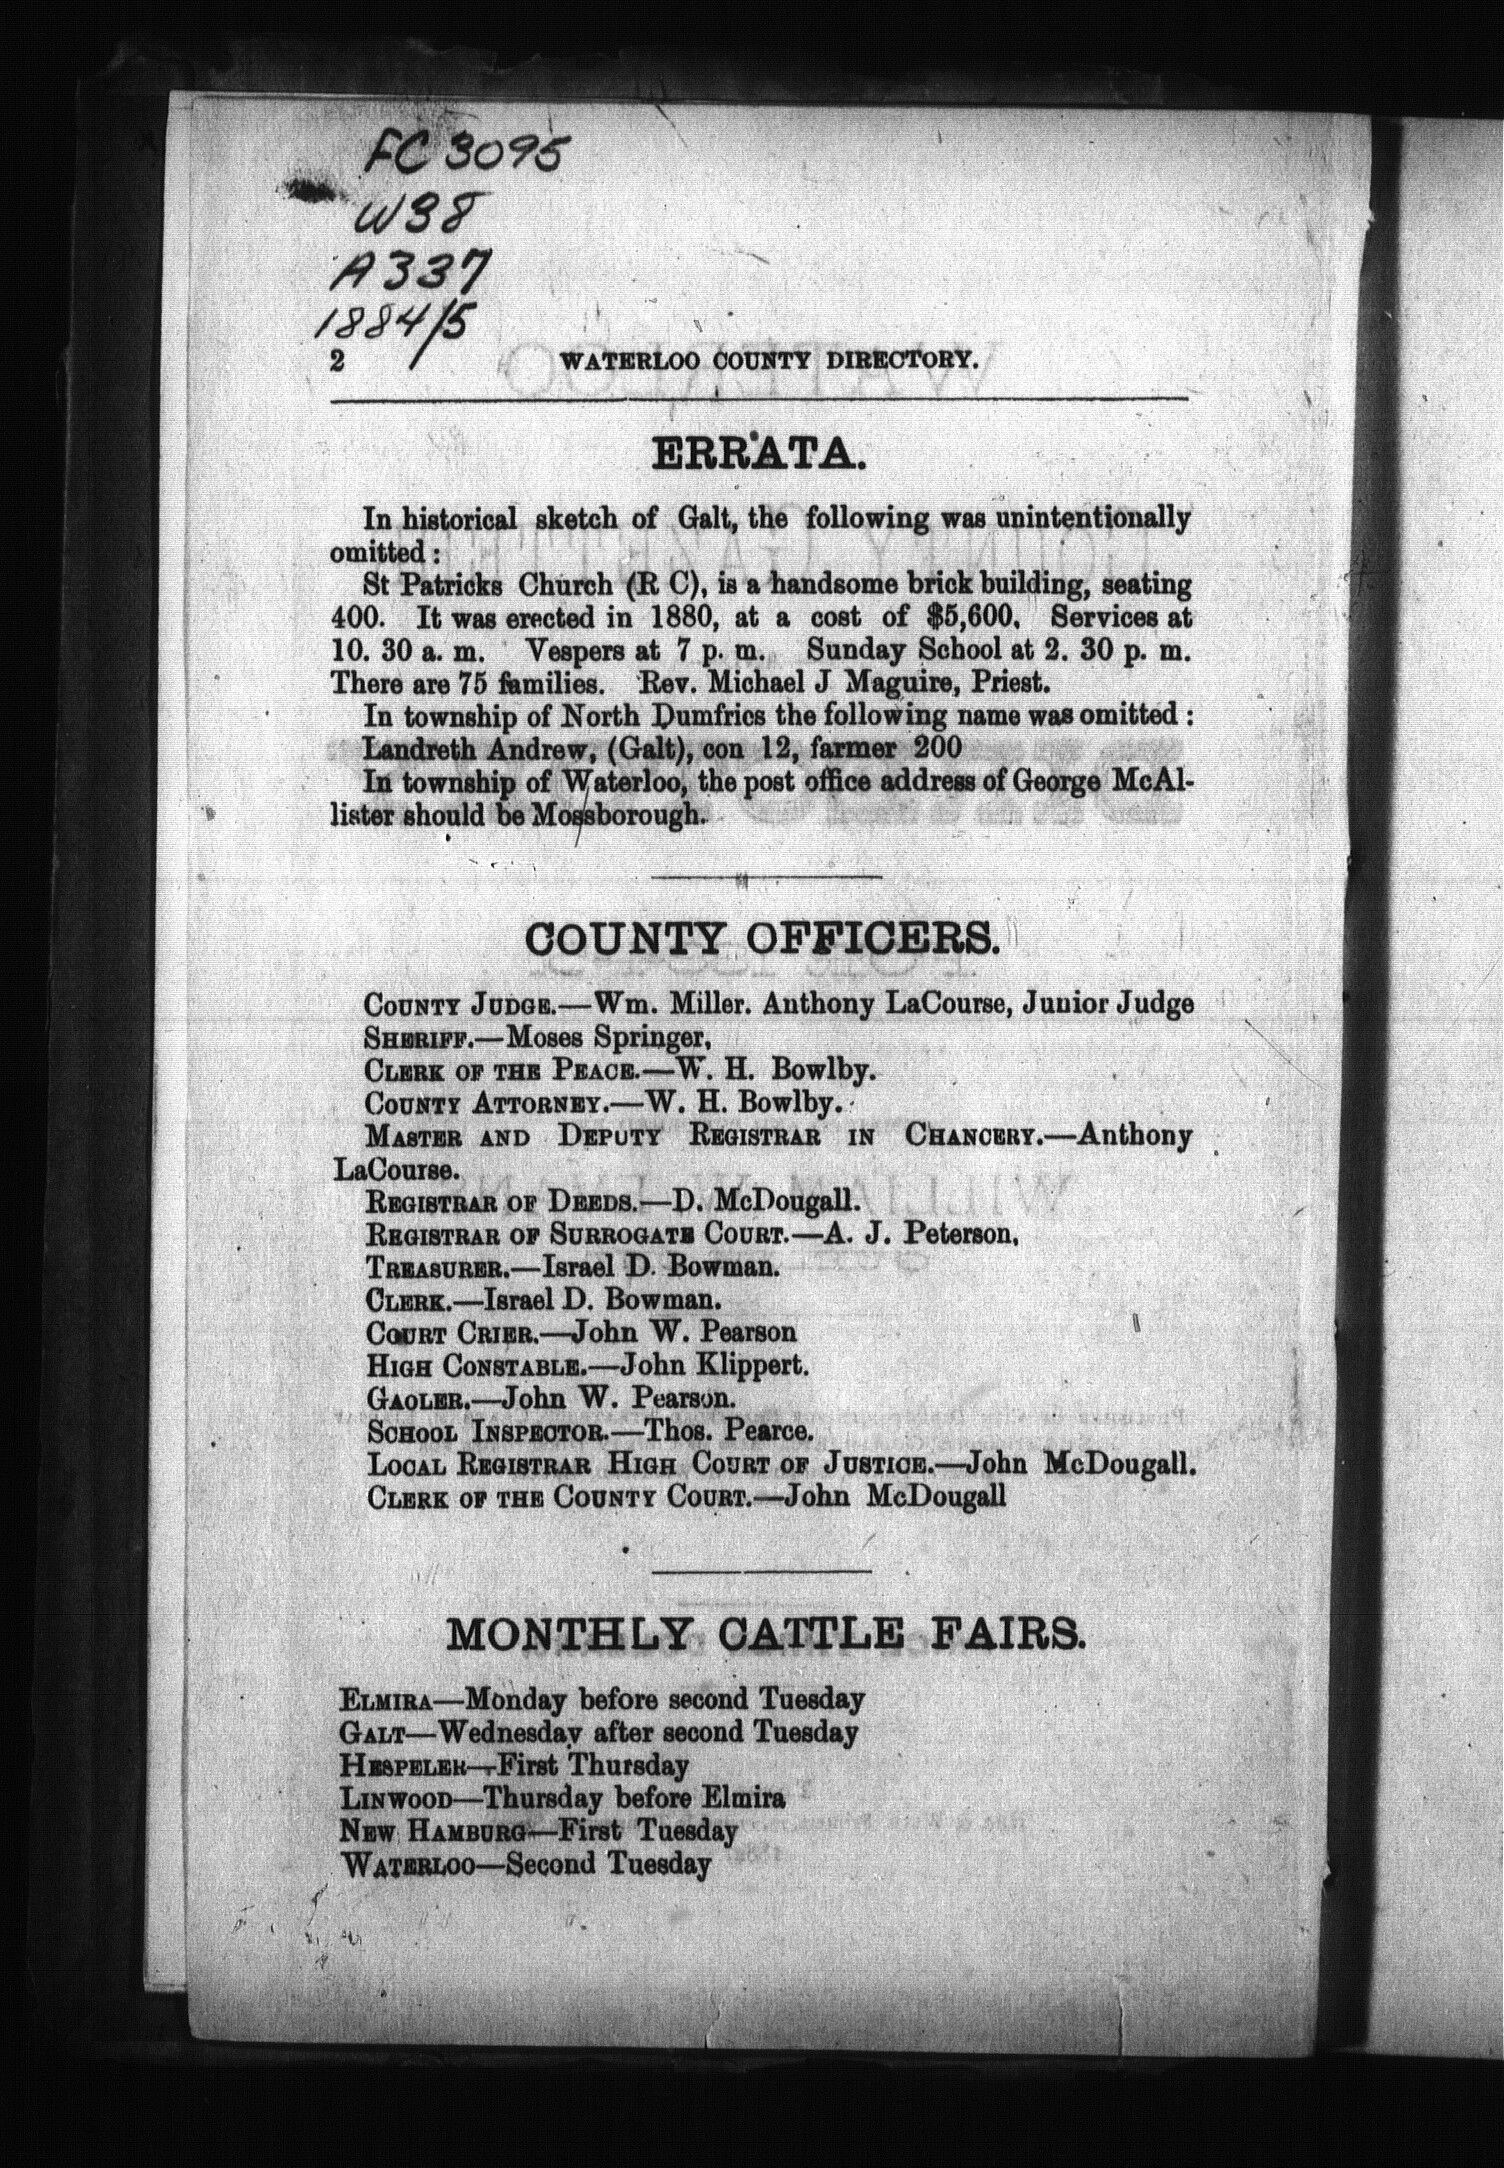 FC 3095
W38
A337
1884/5
2 WATERLOO COUNTY DIRECTORY.
ERRATA.
In historical sketch of Galt, the following was unintentionally
omitted :
St Patricks Church (R C), is a handsome brick building, seating
400. It was erected in 1880, at a cost of $5,600. Services at
10. 30 a. m. Vespers at 7 p. m. Sunday School at 2. 30 p. m.
There are 75 families. Rev. Michael J Maguire, Priest.
In township of North Dumfries the following name was omitted :
Landreth Andrew, (Galt), con 12, farmer 200
In township of Waterloo, the post office address of George McAl-
lister should be Mossborough.
COUNTY OFFICERS.
COUNTY JUDGE.—Wm. Miller. Anthony LaCourse, Junior Judge
SHERIFF.—Moses Springer,
CLERK OF THE PEACE.—W. H. Bowlby.
COUNTY ATTORNEY.—W. H. Bowlby.
MASTER AND DEPUTY REGISTRAR IN CHANCERY.—Anthony
LaCourse.
REGISTRAR OF DEEDS.—D. McDougall.
REGISTRAR OF SURROGATE COURT.—A. J. Peterson,
TREASURER.—Israel D. Bowman.
CLERK.—Israel D. Bowman.
COURT CRIER.—John W. Pearson
HIGH CONSTABLE.—John Klippert.
GAOLER.—John W. Pearson.
SCHOOL INSPECTOR.—Thos. Pearce.
LOCAL REGISTRAR HIGH COURT OF JUSTICE.—John McDougall.
CLERK OF THE COUNTY COURT.—John McDougall
MONTHLY CATTLE FAIRS.
ELMIRA—Monday before second Tuesday
GALT—Wednesday after second Tuesday
HESPELER—First Thursday
LINWOOD—Thursday before Elmira
NEW HAMBURG—First Tuesday
WATERLOO—Second Tuesday